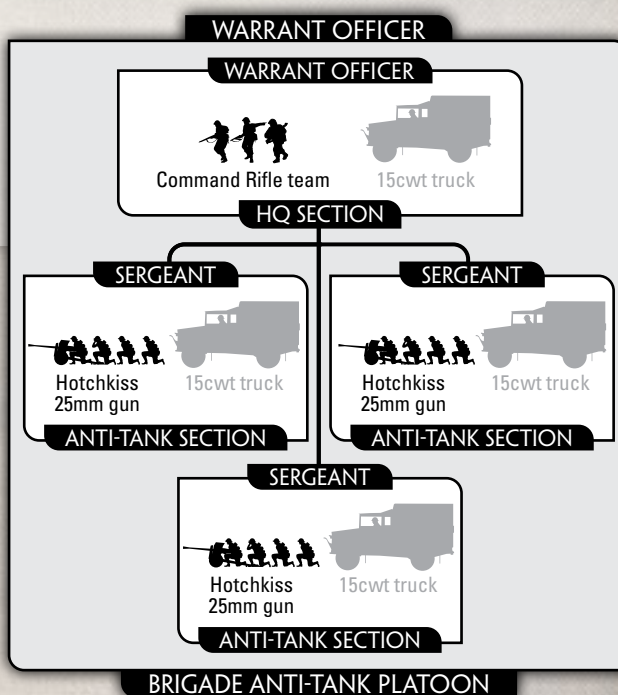 WARRANT OFFICER
WARRANT OFFICER
Command Rifle team
15cwt truck
HQ SECTION
SERGEANT
Hotchkiss
25mm gun
15cwt truck
ANTI-TANK SECTION
SERGEANT
Hotchkiss
25mm gun
15cwt truck
ANTI-TANK SECTION
SERGEANT
Hotchkiss
25mm gun
15cwt truck
ANTI-TANK SECTION
BRIGADE ANTI-TANK PLATOON